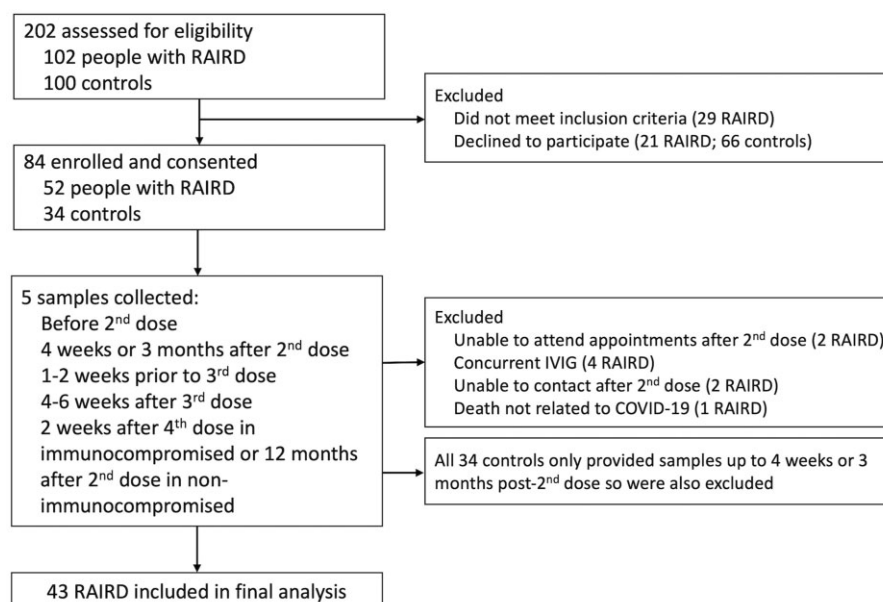 202 assessed for eligibility
102 people with RAIRD
100 controls
Excluded
Did not meet inclusion criteria (29 RAIRD)
Declined to participate (21 RAIRD; 66 controls)
84 enrolled and consented
52 people with RAIRD
34 controls
5 samples collected:
Before 2nd dose
4 weeks or 3 months after 2nd dose
1-2 weeks prior to 3rd dose
4-6 weeks after 3rd dose
2 weeks after 4th dose in
immunocompromised or 12 months
after 2nd dose in non-
immunocompromised
Excluded
Unable to attend appointments after 2nd dose (2 RAIRD)
Concurrent IVIG (4 RAIRD)
Unable to contact after 2nd dose (2 RAIRD)
Death not related to COVID-19 (1 RAIRD)
All 34 controls only provided samples up to 4 weeks or 3
months post-2nd dose so were also excluded
43 RAIRD included in final analysis